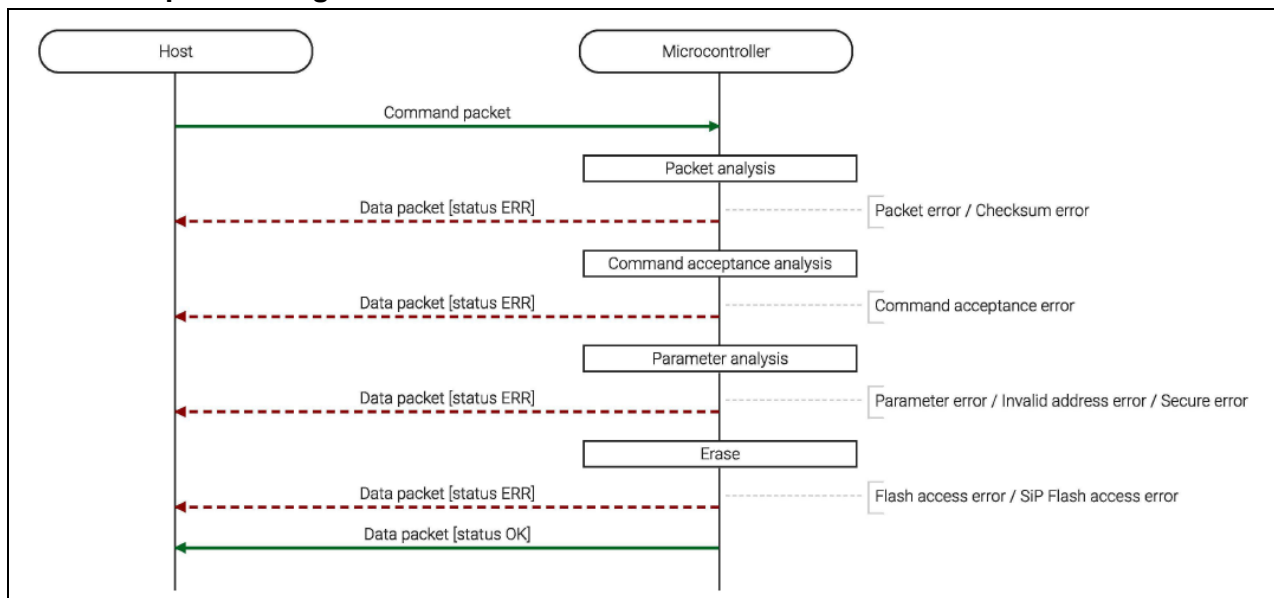 Host
Microcontroller
Command packet
Packet analysis
Data packet [status ERR]
Packet error / Checksum error
Command acceptance analysis
Data packet [status ERR]
Command acceptance error
Parameter analysis
Data packet [status ERR]
Parameter error / Invalid address error / Secure error
Erase
Data packet [status ERR]
Flash access error / SiP Flash access error
Data packet [status OK]